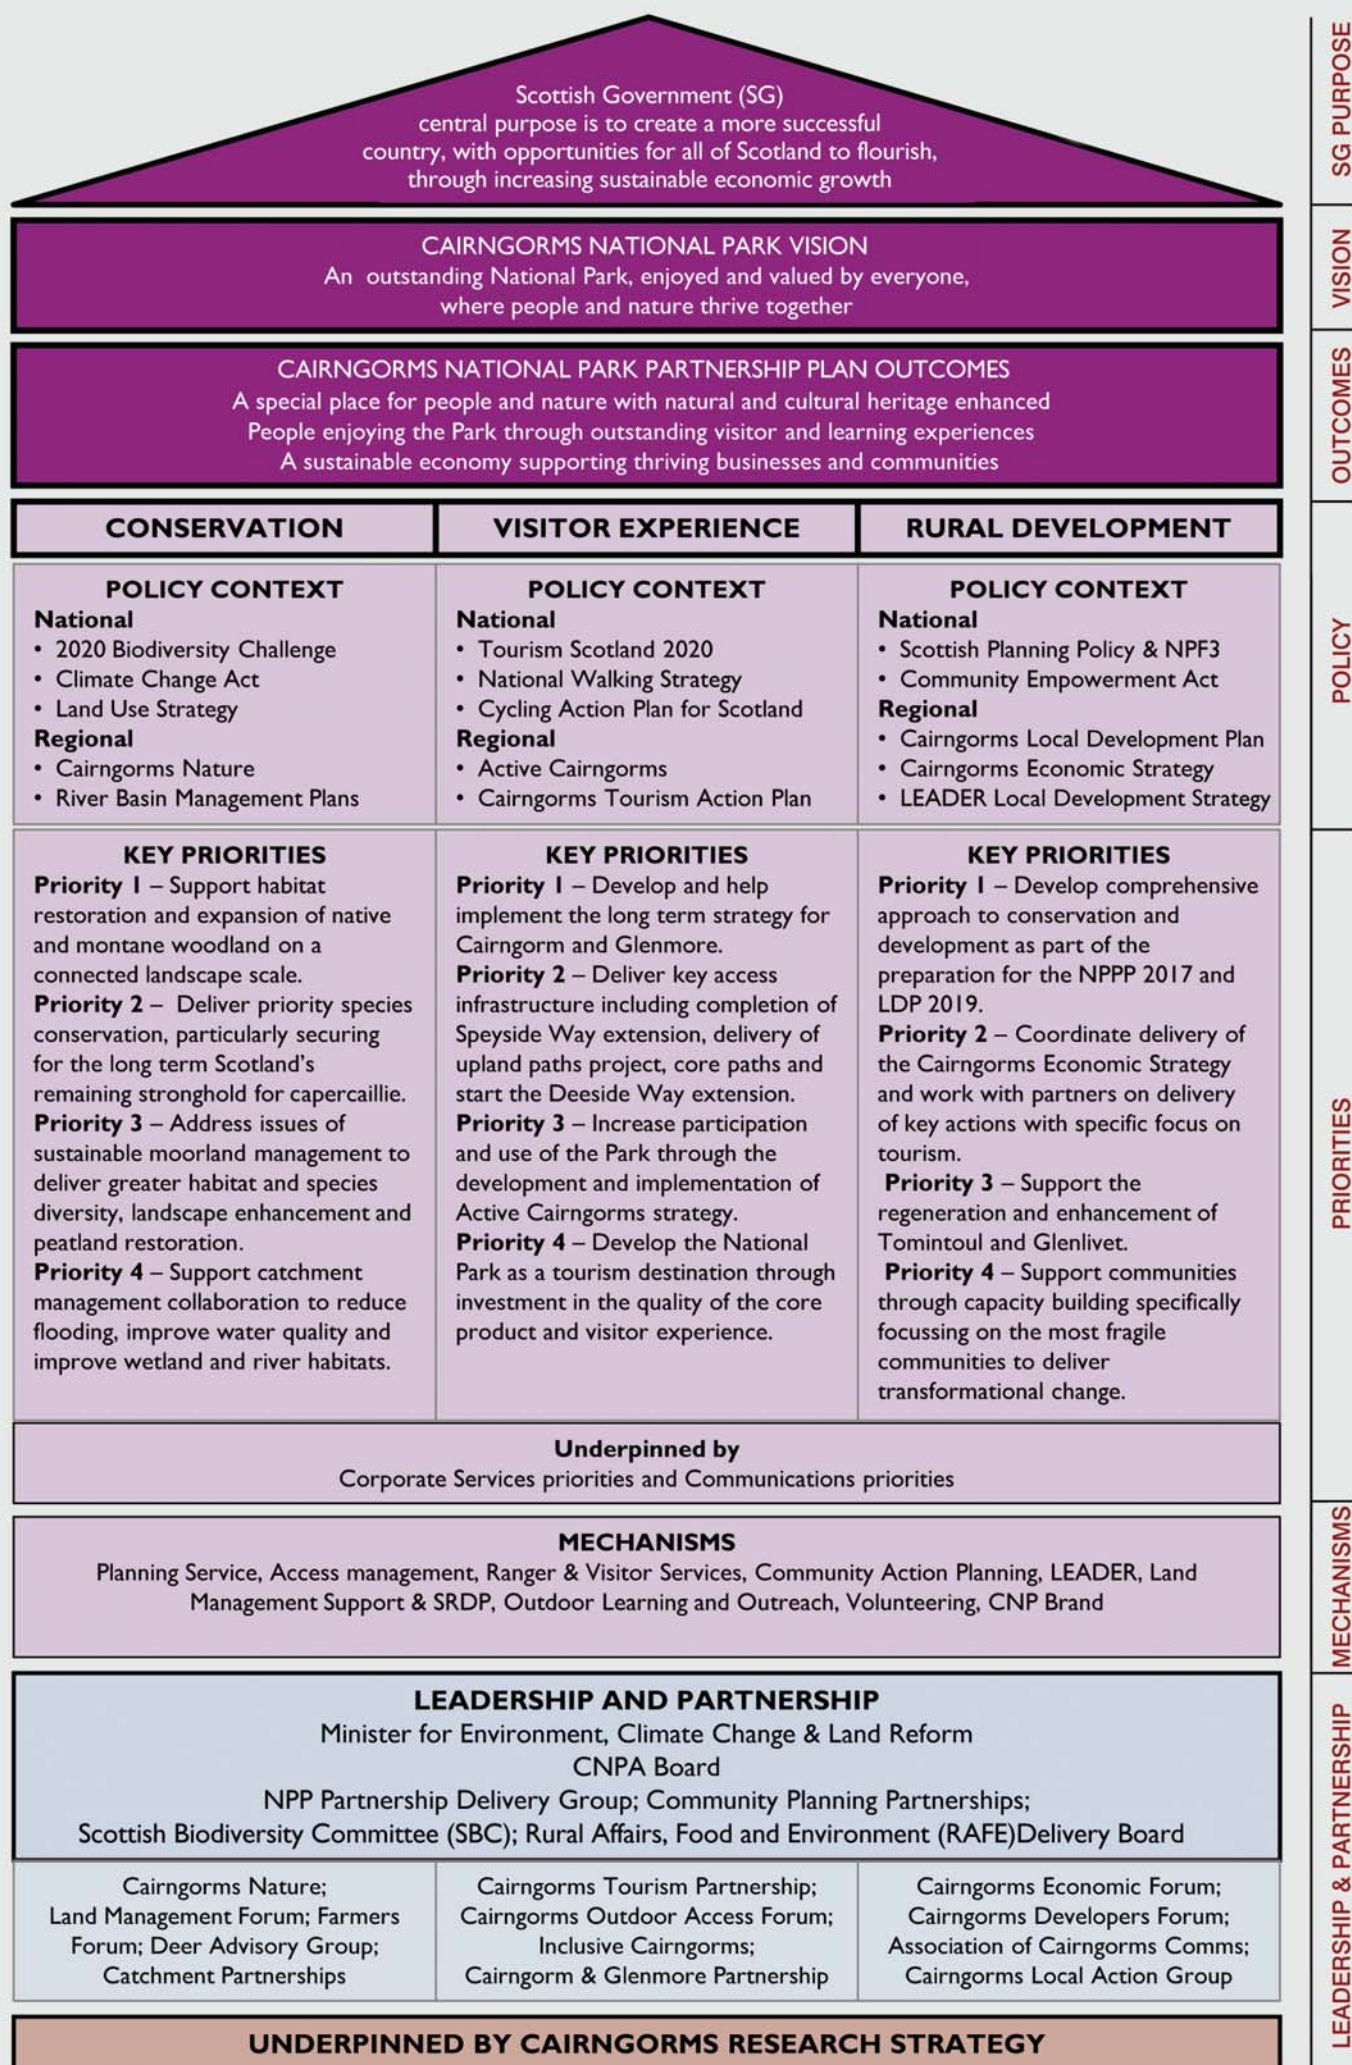 Scottish Government (SG)
central purpose is to create a more successful
country, with opportunities for all of Scotland to flourish,
through increasing sustainable economic growth
SG PURPOSE
CAIRNGORMS NATIONAL PARK VISION
An outstanding National Park, enjoyed and valued by everyone,
where people and nature thrive together
VISION
CAIRNGORMS NATIONAL PARK PARTNERSHIP PLAN OUTCOMES
A special place for people and nature with natural and cultural heritage enhanced
People enjoying the Park through outstanding visitor and learning experiences
A sustainable economy supporting thriving businesses and communities
OUTCOMES
CONSERVATION
POLICY CONTEXT
National
• 2020 Biodiversity Challenge
• Climate Change Act
• Land Use Strategy
Regional
• Cairngorms Nature
• River Basin Management Plans
VISITOR EXPERIENCE
POLICY CONTEXT
National
• Tourism Scotland 2020
• National Walking Strategy
• Cycling Action Plan for Scotland
Regional
• Active Cairngorms
• Cairngorms Tourism Action Plan
RURAL DEVELOPMENT
POLICY CONTEXT
National
• Scottish Planning Policy & NPF3
• Community Empowerment Act
Regional
• Cairngorms Local Development Plan
• Cairngorms Economic Strategy
• LEADER Local Development Strategy
POLICY
KEY PRIORITIES
Priority 1 – Support habitat
restoration and expansion of native
and montane woodland on a
connected landscape scale.
Priority 2 – Deliver priority species
conservation, particularly securing
for the long term Scotland's
remaining stronghold for capercaillie.
Priority 3 – Address issues of
sustainable moorland management to
deliver greater habitat and species
diversity, landscape enhancement and
peatland restoration.
Priority 4 – Support catchment
management collaboration to reduce
flooding, improve water quality and
improve wetland and river habitats.
KEY PRIORITIES
Priority 1 – Develop and help
implement the long term strategy for
Cairngorm and Glenmore.
Priority 2 – Deliver key access
infrastructure including completion of
Speyside Way extension, delivery of
upland paths project, core paths and
start the Deeside Way extension.
Priority 3 – Increase participation
and use of the Park through the
development and implementation of
Active Cairngorms strategy.
Priority 4 – Develop the National
Park as a tourism destination through
investment in the quality of the core
product and visitor experience.
KEY PRIORITIES
Priority 1 – Develop comprehensive
approach to conservation and
development as part of the
preparation for the NPPP 2017 and
LDP 2019.
Priority 2 – Coordinate delivery of
the Cairngorms Economic Strategy
and work with partners on delivery
of key actions with specific focus on
tourism.
Priority 3 – Support the
regeneration and enhancement of
Tomintoul and Glenlivet.
Priority 4 – Support communities
through capacity building specifically
focussing on the most fragile
communities to deliver
transformational change.
PRIORITIES
Underpinned by
Corporate Services priorities and Communications priorities
MECHANISMS
Planning Service, Access management, Ranger & Visitor Services, Community Action Planning, LEADER, Land
Management Support & SRDP, Outdoor Learning and Outreach, Volunteering, CNP Brand
MECHANISMS
LEADERSHIP AND PARTNERSHIP
Minister for Environment, Climate Change & Land Reform
CNPA Board
NPP Partnership Delivery Group; Community Planning Partnerships;
Scottish Biodiversity Committee (SBC); Rural Affairs, Food and Environment (RAFE)Delivery Board
Cairngorms Nature;
Land Management Forum; Farmers
Forum; Deer Advisory Group;
Catchment Partnerships
Cairngorms Tourism Partnership;
Cairngorms Outdoor Access Forum;
Inclusive Cairngorms;
Cairngorm & Glenmore Partnership
Cairngorms Economic Forum;
Cairngorms Developers Forum;
Association of Cairngorms Comms;
Cairngorms Local Action Group
LEADERSHIP & PARTNERSHIP
UNDERPINNED BY CAIRNGORMS RESEARCH STRATEGY